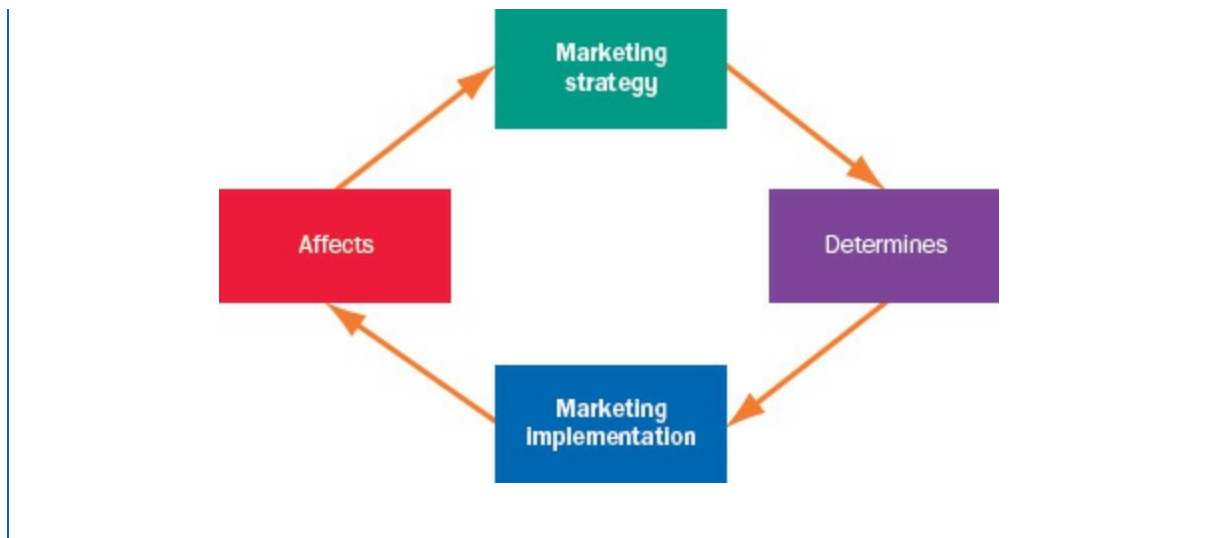 Marketing
strategy
Affects
Determines
Marketing
implementation